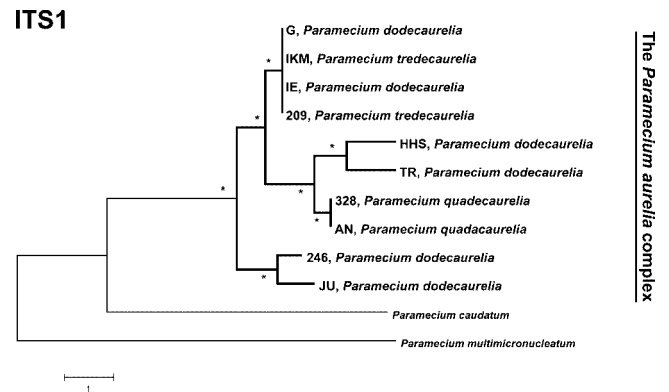 ITS1
G, Paramecium dodecaurelia
IKM, Paramecium tredecaurelia
IE, Paramecium dodecaurelia
209, Paramecium tredecaurelia
HHS, Paramecium dodecaurelia
TR, Paramecium dodecaurelia
328, Paramecium quadecaurelia
AN, Paramecium quadacaurelia
246, Paramecium dodecaurelia
JU, Paramecium dodecaurelia
Paramecium caudatum
Paramecium multimicronucleatum
The Paramecium aurelia complex
* 
*
*
*
*
*
*
1